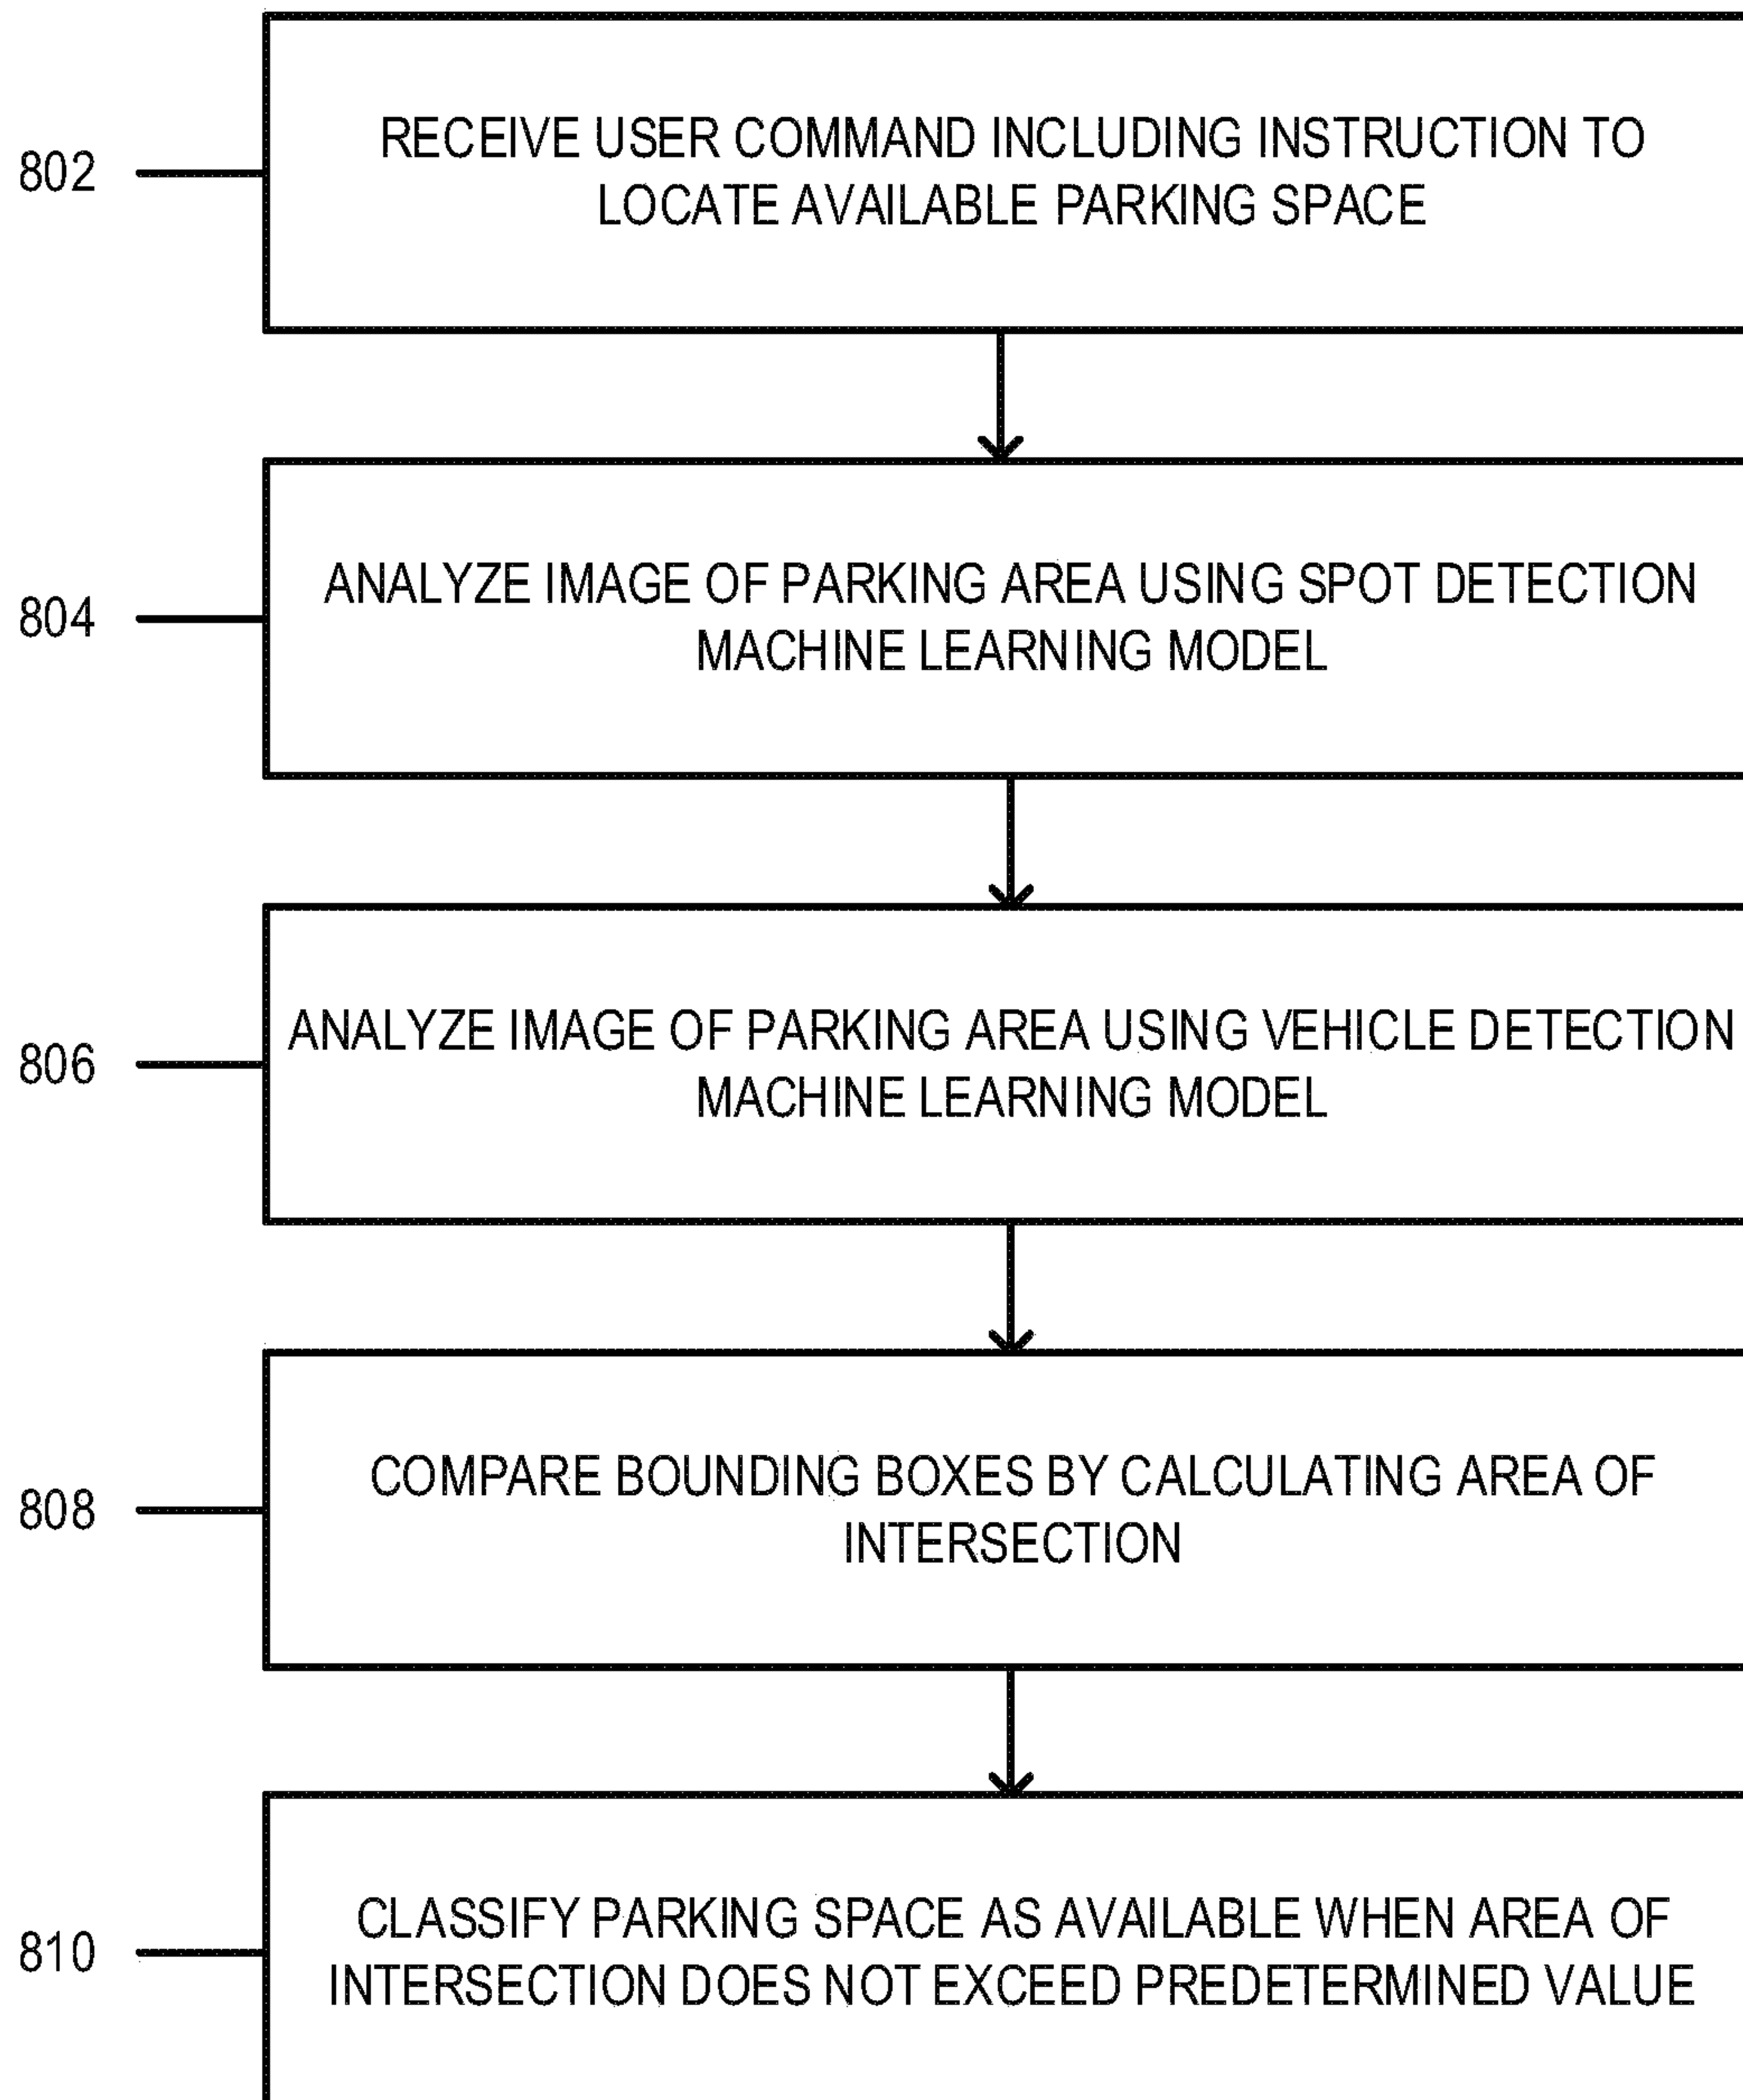 802
RECEIVE USER COMMAND INCLUDING INSTRUCTION TO
LOCATE AVAILABLE PARKING SPACE
804
ANALYZE IMAGE OF PARKING AREA USING SPOT DETECTION
MACHINE LEARNING MODEL
806
ANALYZE IMAGE OF PARKING AREA USING VEHICLE DETECTION
MACHINE LEARNING MODEL
808
COMPARE BOUNDING BOXES BY CALCULATING AREA OF
INTERSECTION
810
CLASSIFY PARKING SPACE AS AVAILABLE WHEN AREA OF
INTERSECTION DOES NOT EXCEED PREDETERMINED VALUE